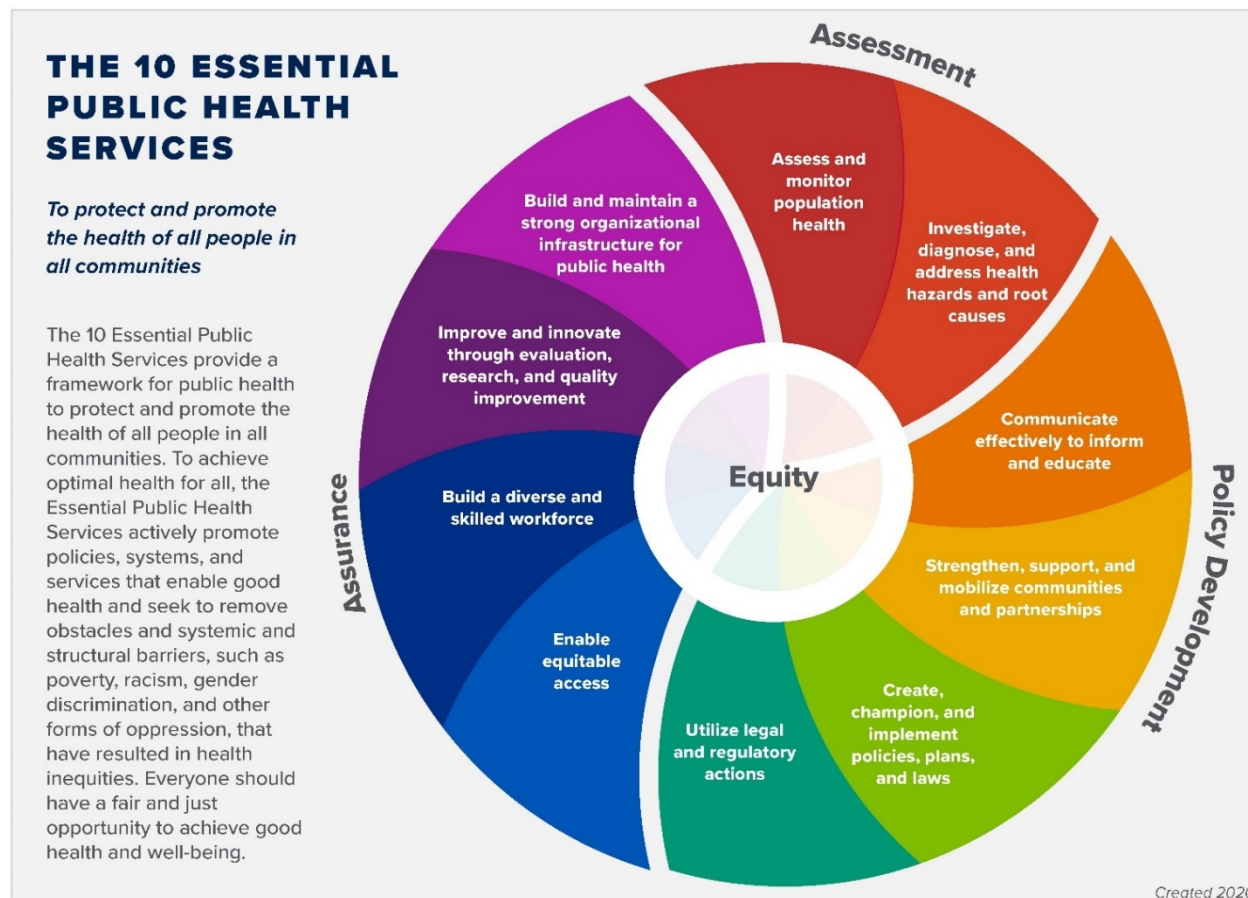 THE 10 ESSENTIAL
PUBLIC HEALTH
SERVICES
To protect and promote
the health of all people in
all communities
The 10 Essential Public
Health Services provide a
framework for public health
to protect and promote the
health of all people in all
communities. To achieve
optimal health for all, the
Essential Public Health
Services actively promote
policies, systems, and
services that enable good
health and seek to remove
obstacles and systemic and
structural barriers, such as
poverty, racism, gender
discrimination, and other
forms of oppression, that
have resulted in health
inequities. Everyone should
have a fair and just
opportunity to achieve good
health and well-being.
Assessment
Assess and
monitor
population
health
Investigate,
diagnose, and
address health
hazards and root
causes
Policy Development
Communicate
effectively to inform
and educate
Strengthen, support, and
mobilize communities
and partnerships
Create,
champion, and
implement
policies, plans,
and laws
Utilize legal
and regulatory
actions
Assurance
Enable
equitable
access
Build a diverse and
skilled workforce
Improve and innovate
through evaluation,
research, and quality
improvement
Build and maintain a
strong organizational
infrastructure for
public health
Equity
Created 2020